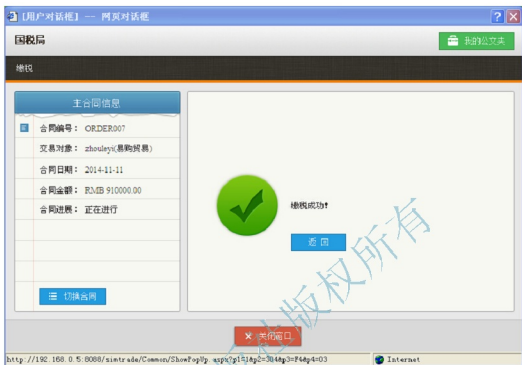 [用户对话框] -- 网页对话框
国税局
我的公文夹
缴税
主合同信息
合同编号： ORDER007
交易对象： zhouleyi(易购贸易)
合同日期： 2014-11-11
合同金额： RMB 910000.00
合同进展： 正在进行
切换合同
缴税成功!
返 回
关闭窗口
版权所有
http://192.168.0.5:8088/simtrade/Common/ShowPopUp.aspx?p1=1&p2=304&p3=F4&p4=03
Internet